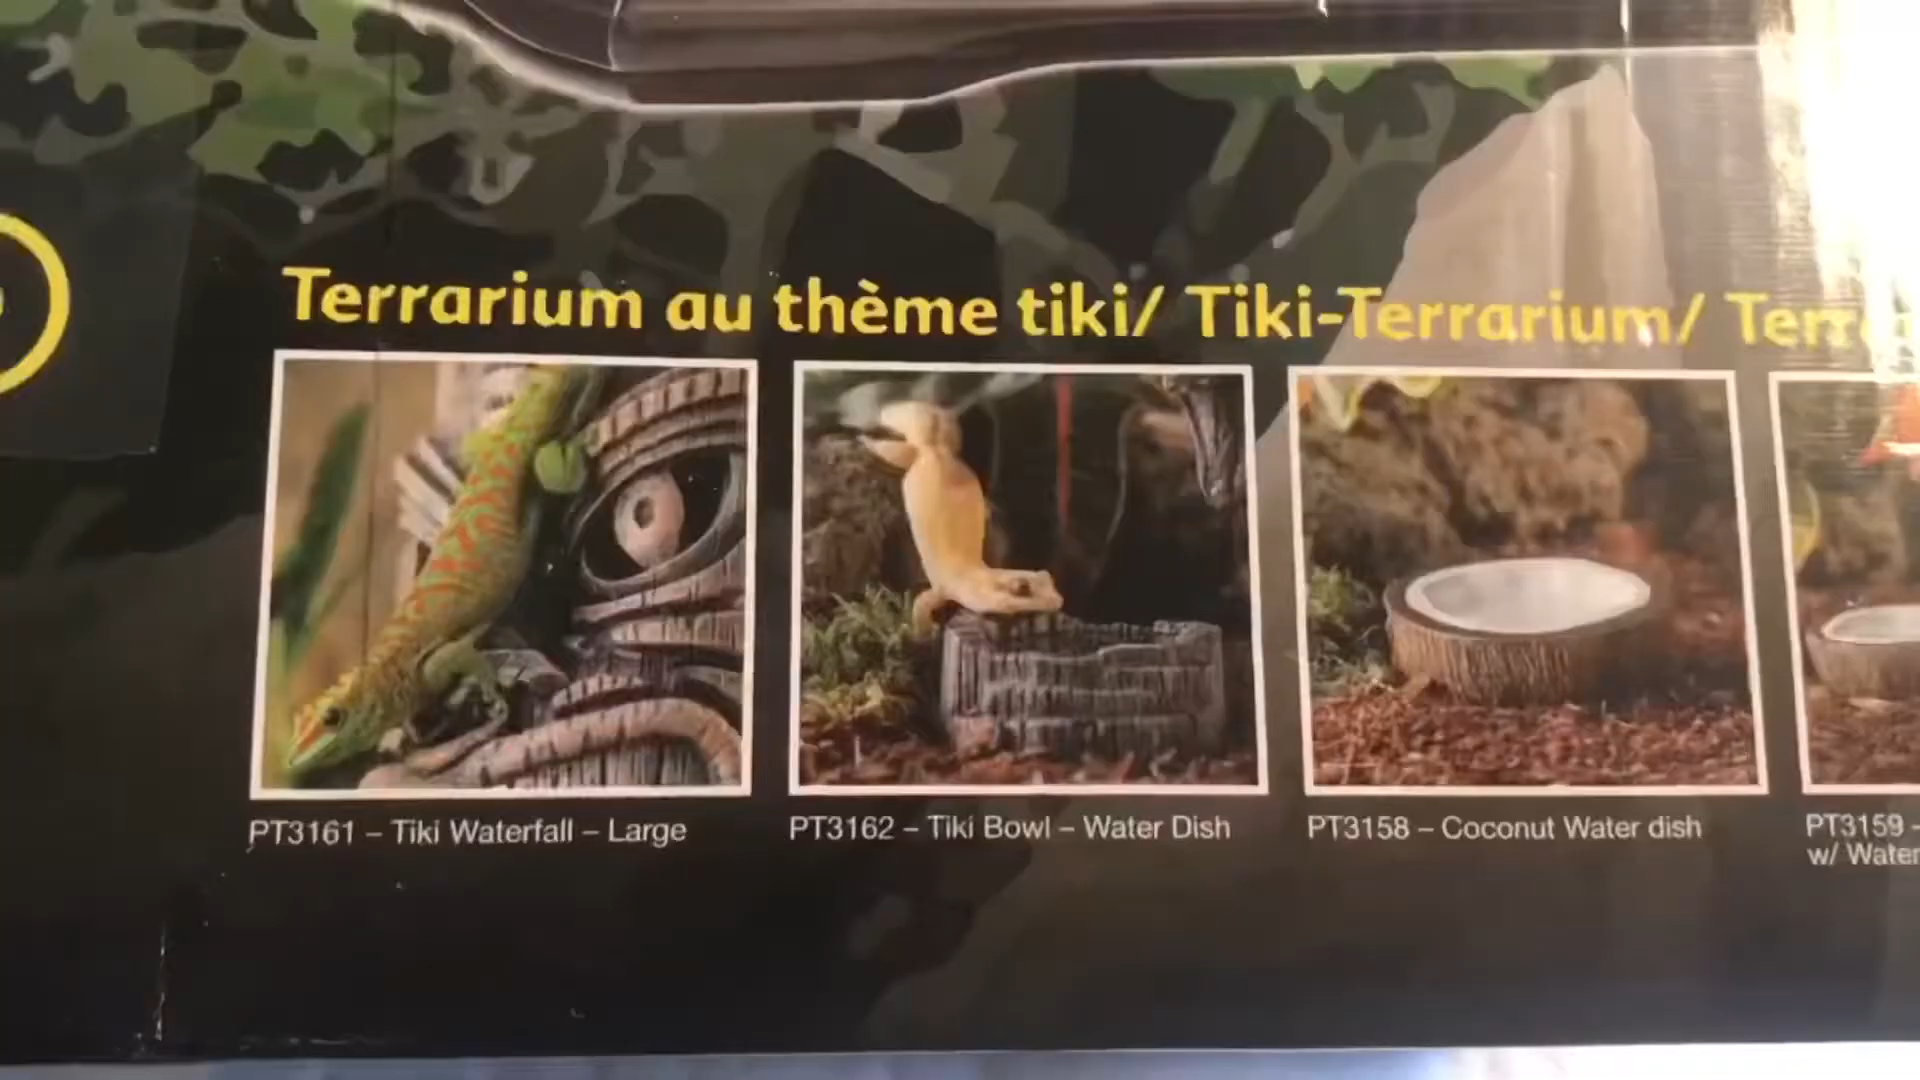 Terrarium au thème tiki/ Tiki-Terrarium/
PT3161 – Tiki Waterfall – Large
PT3162 – Tiki Bowl – Water Dish
PT3158 – Coconut Water dish
PT3159 -
w/ Water